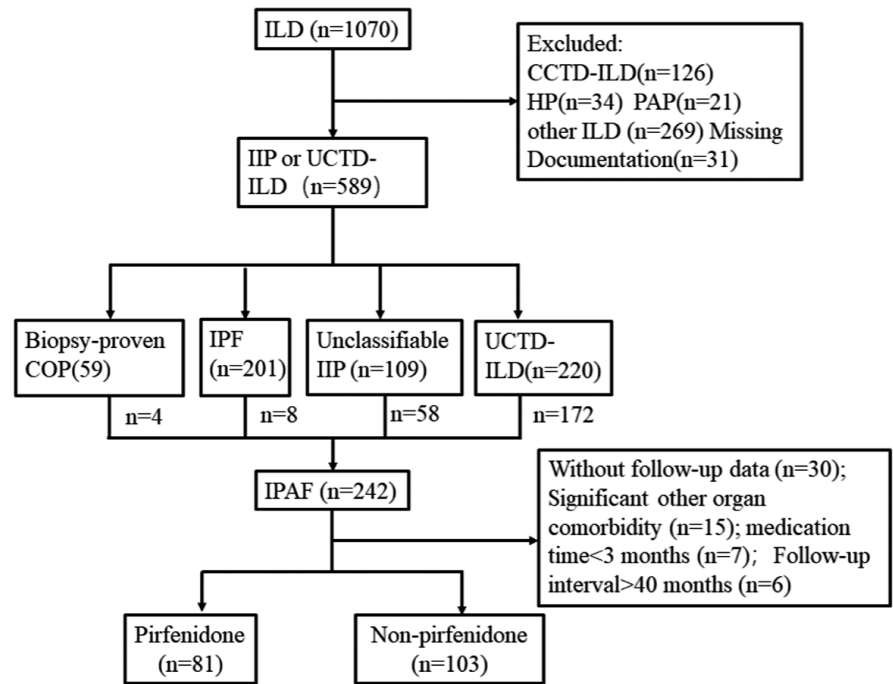 ILD (n=1070)
Excluded:
CCTD-ILD(n=126)
HP(n=34) PAP(n=21)
other ILD (n=269) Missing
Documentation(n=31)
IIP or UCTD-
ILD （n=589）
Biopsy-proven
COP(59)
IPF
(n=201)
Unclassifiable
IIP (n=109)
UCTD-
ILD(n=220)
n=4
n=8
n=58
n=172
IPAF (n=242)
Without follow-up data (n=30);
Significant other organ
comorbidity (n=15); medication
time<3 months (n=7)； Follow-up
interval>40 months (n=6)
Pirfenidone
(n=81)
Non-pirfenidone
(n=103)